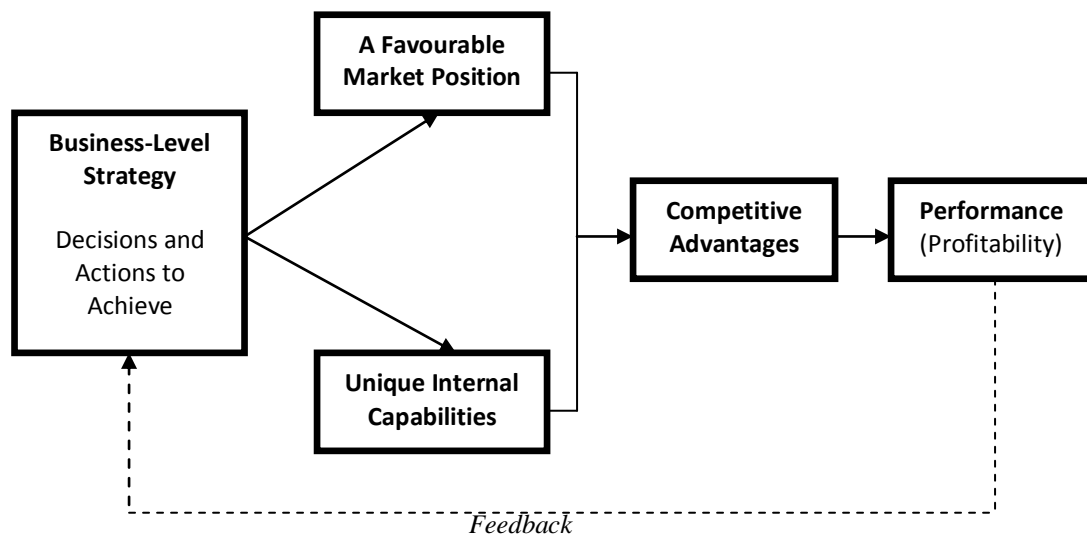 Business-Level
Strategy
Decisions and
Actions to
Achieve
A Favourable
Market Position
Unique Internal
Capabilities
Competitive
Advantages
Performance
(Profitability)
Feedback